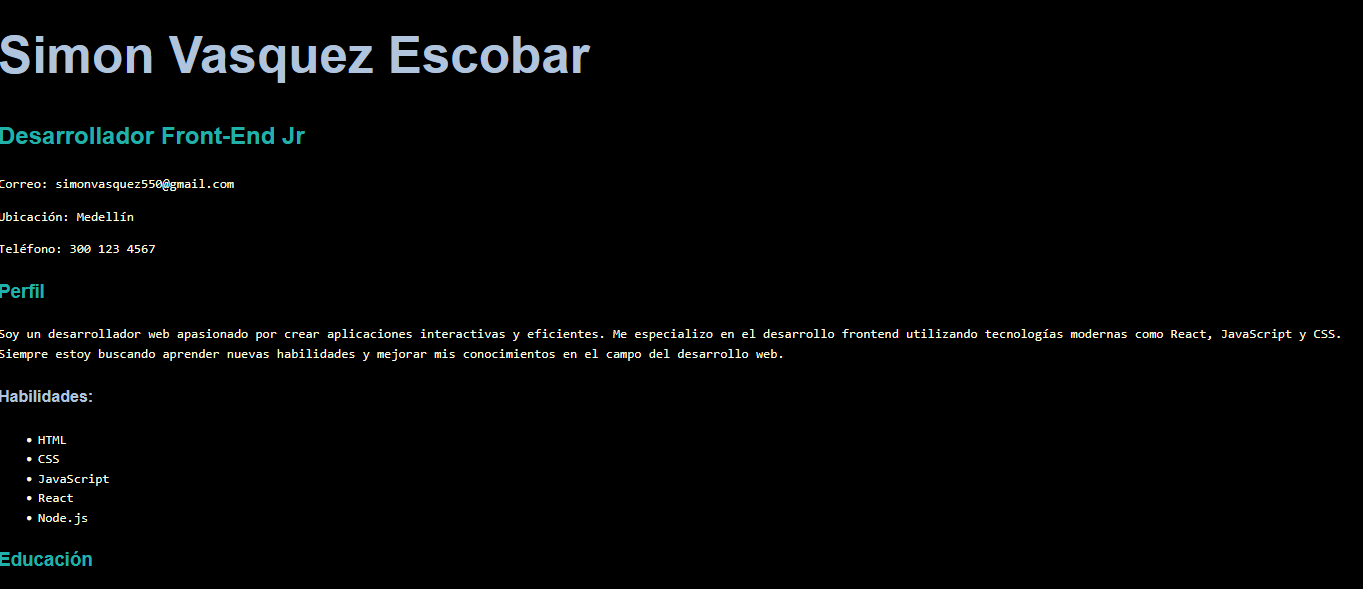 Simon Vasquez Escobar
Desarrollador Front-End Jr
Correo: simonvasquez550@gmail.com
Ubicación: Medellín
Teléfono: 300 123 4567
Perfil
Soy un desarrollador web apasionado por crear aplicaciones interactivas y eficientes. Me especializo en el desarrollo frontend utilizando tecnologías modernas como React, JavaScript y CSS.
Siempre estoy buscando aprender nuevas habilidades y mejorar mis conocimientos en el campo del desarrollo web.
Habilidades:
• HTML
• CSS
• JavaScript
• React
• Node.js
Educación